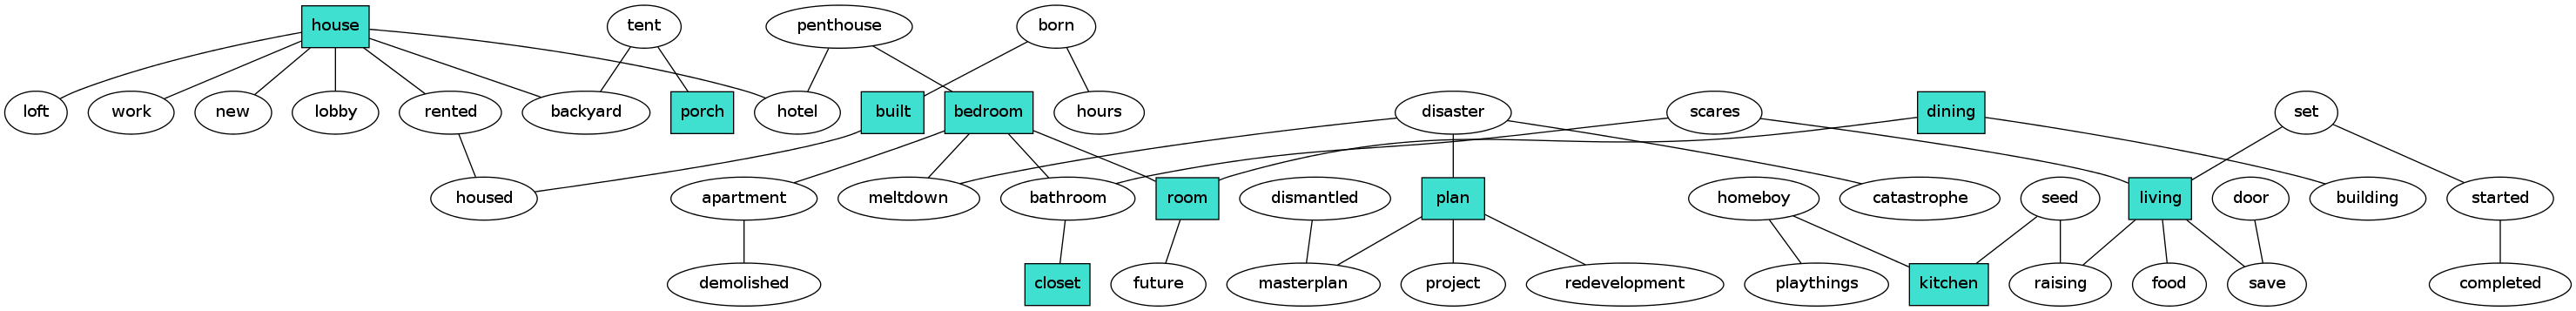 house
tent
penthouse
born
loft
work
new
lobby
rented
backyard
porch
hotel
built
bedroom
hours
disaster
scares
dining
set
housed
apartment
meltdown
bathroom
room
dismantled
plan
homeboy
catastrophe
seed
living
door
building
started
demolished
closet
future
masterplan
project
redevelopment
playthings
kitchen
raising
food
save
completed